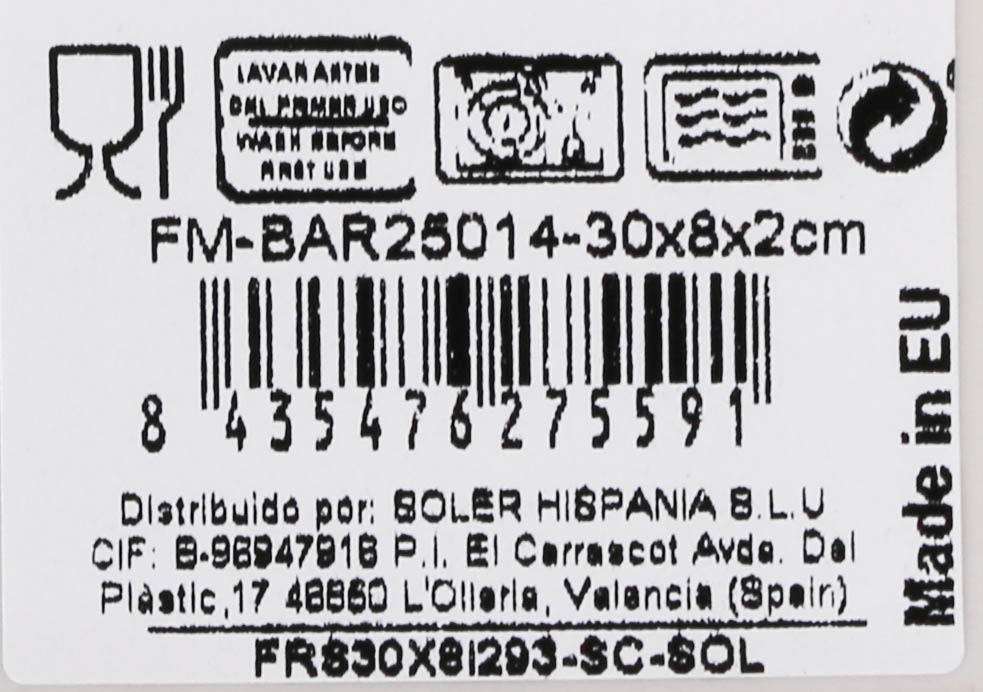 LAVAR ANTES
DEL PRIMER USO
WASH BEFORE
FIRST USE
FM-BAR25014-30x8x2cm
8 435476 275591
Distribuido por: SOLER HISPANIA S.L.U
CIF: B-96947916 P.I. El Carrascot Avda. Del
Plàstic,17 46850 L'Olleria, Valencia (Spain)
FRS30X8I293-SC-SOL
Made in EU